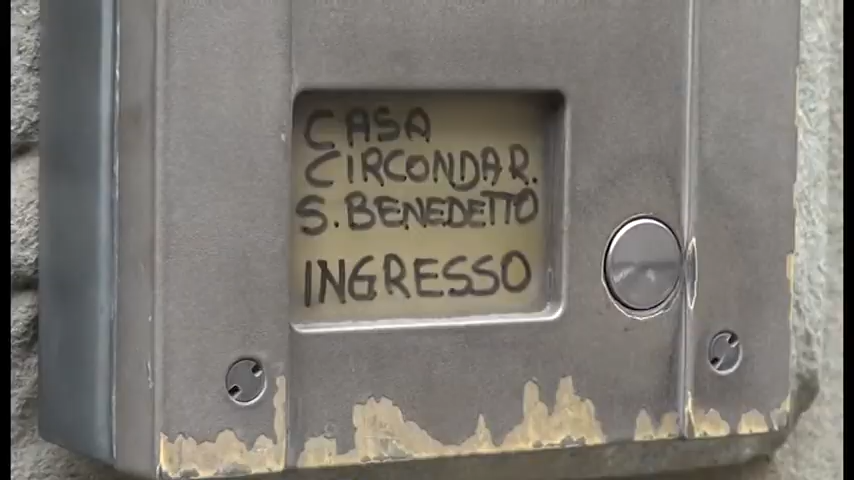 CASA
CIRCONDAR.
S. BENEDETTO
INGRESSO